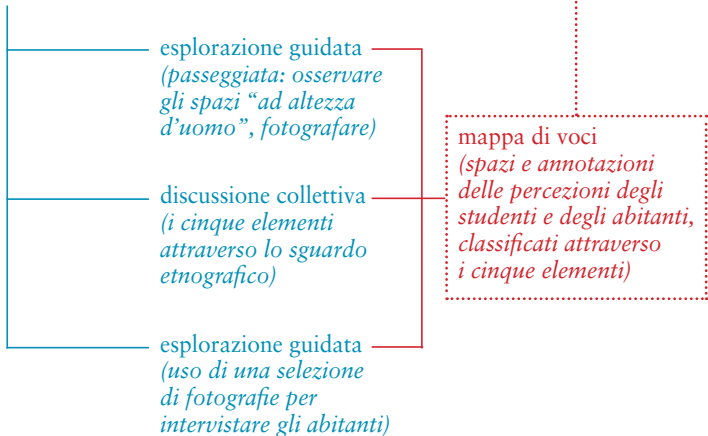 esplorazione guidata
(passeggiata: osservare
gli spazi “ad altezza
d’uomo”, fotografare)
discussione collettiva
(i cinque elementi
attraverso lo sguardo
etnografico)
esplorazione guidata
(uso di una selezione
di fotografie per
intervistare gli abitanti)
mappa di voci
(spazi e annotazioni
delle percezioni degli
studenti e degli abitanti,
classificati attraverso
i cinque elementi)